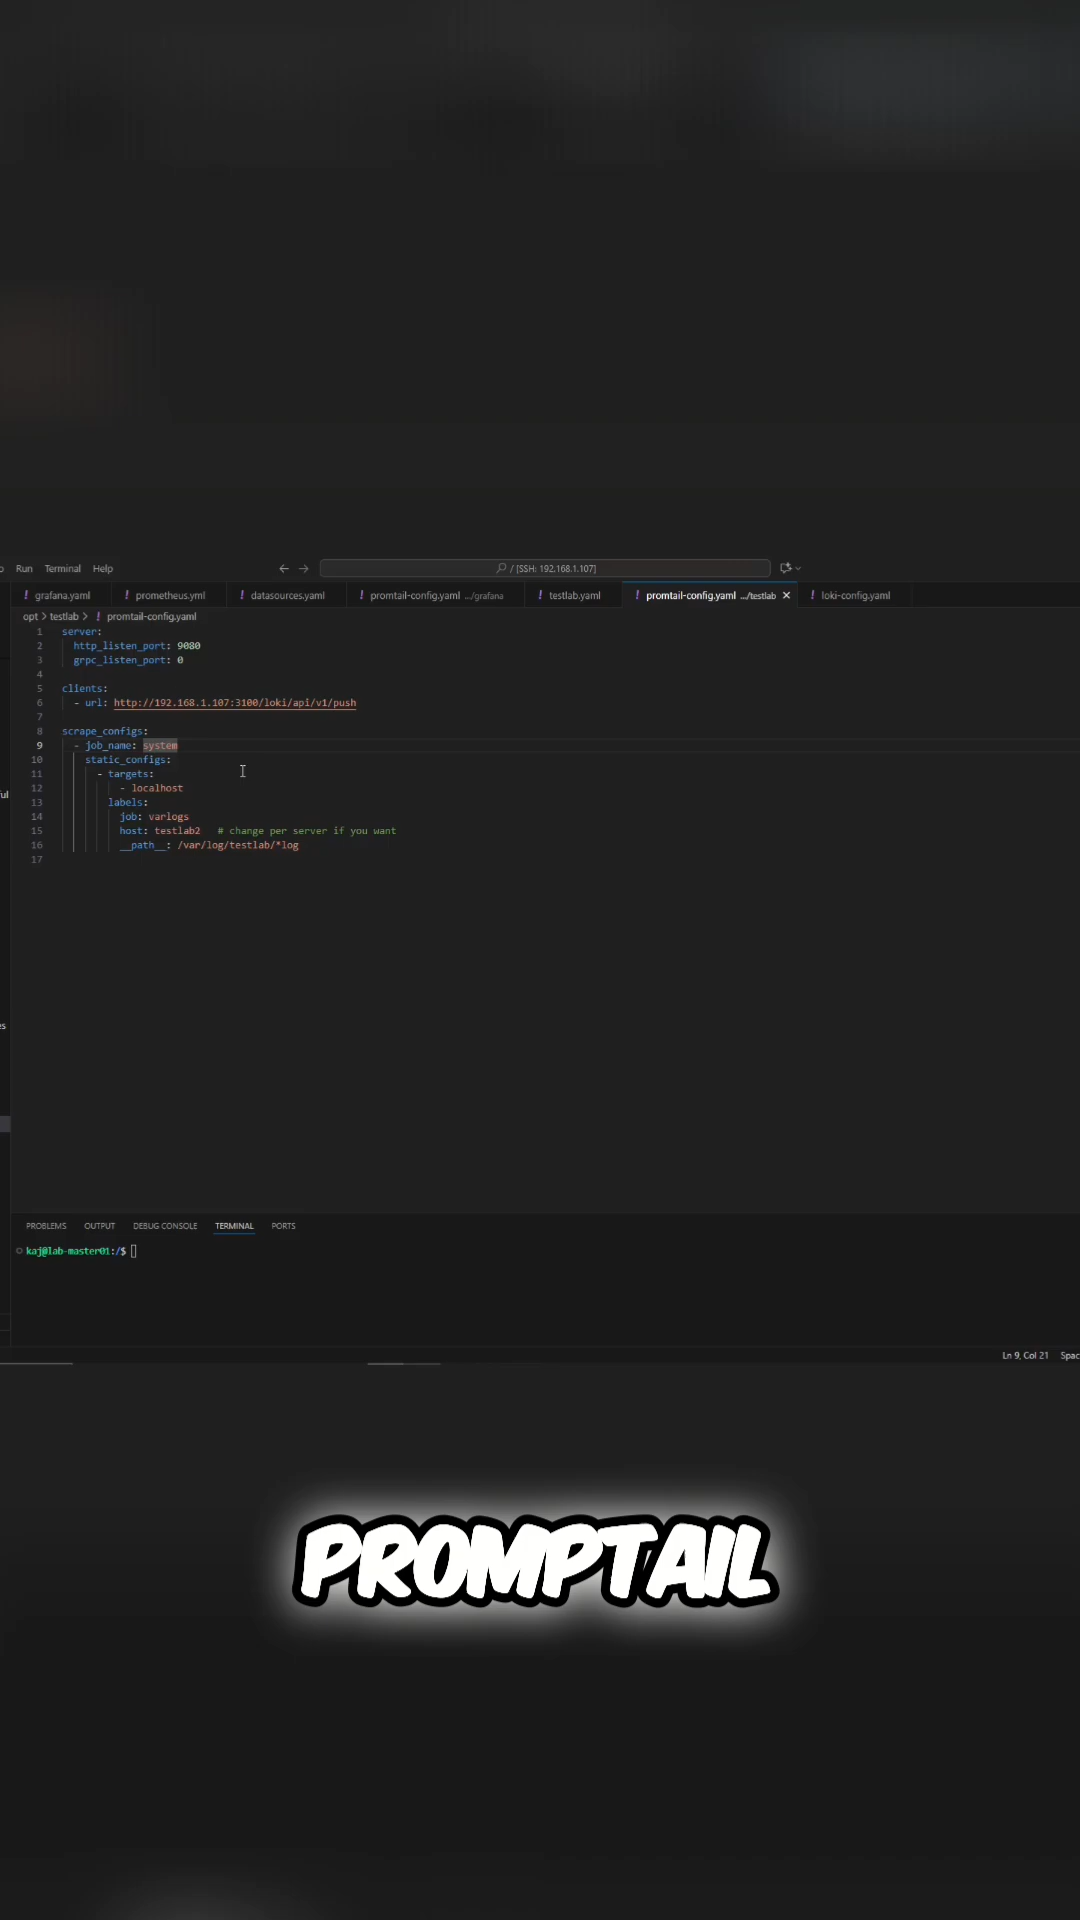 Run Terminal Help
/ [SSH: 192.168.1.107]
! grafana.yaml ! prometheus.yml ! datasources.yaml ! promtail-config.yaml .../grafana ! testlab.yaml ! promtail-config.yaml .../testlab ! loki-config.yaml
opt > testlab > ! promtail-config.yaml
1 server:
2 http_listen_port: 9080
3 grpc_listen_port: 0
4
5 clients:
6 - url: http://192.168.1.107:3100/loki/api/v1/push
7
8 scrape_configs:
9 - job_name: system
10 static_configs:
11 - targets:
12 - localhost
13 labels:
14 job: varlogs
15 host: testlab2 # change per server if you want
16 __path__: /var/log/testlab/*log
17
PROBLEMS OUTPUT DEBUG CONSOLE TERMINAL PORTS
kaj@lab-master01:/$
Ln 9, Col 21 Spac
PROMPTAIL